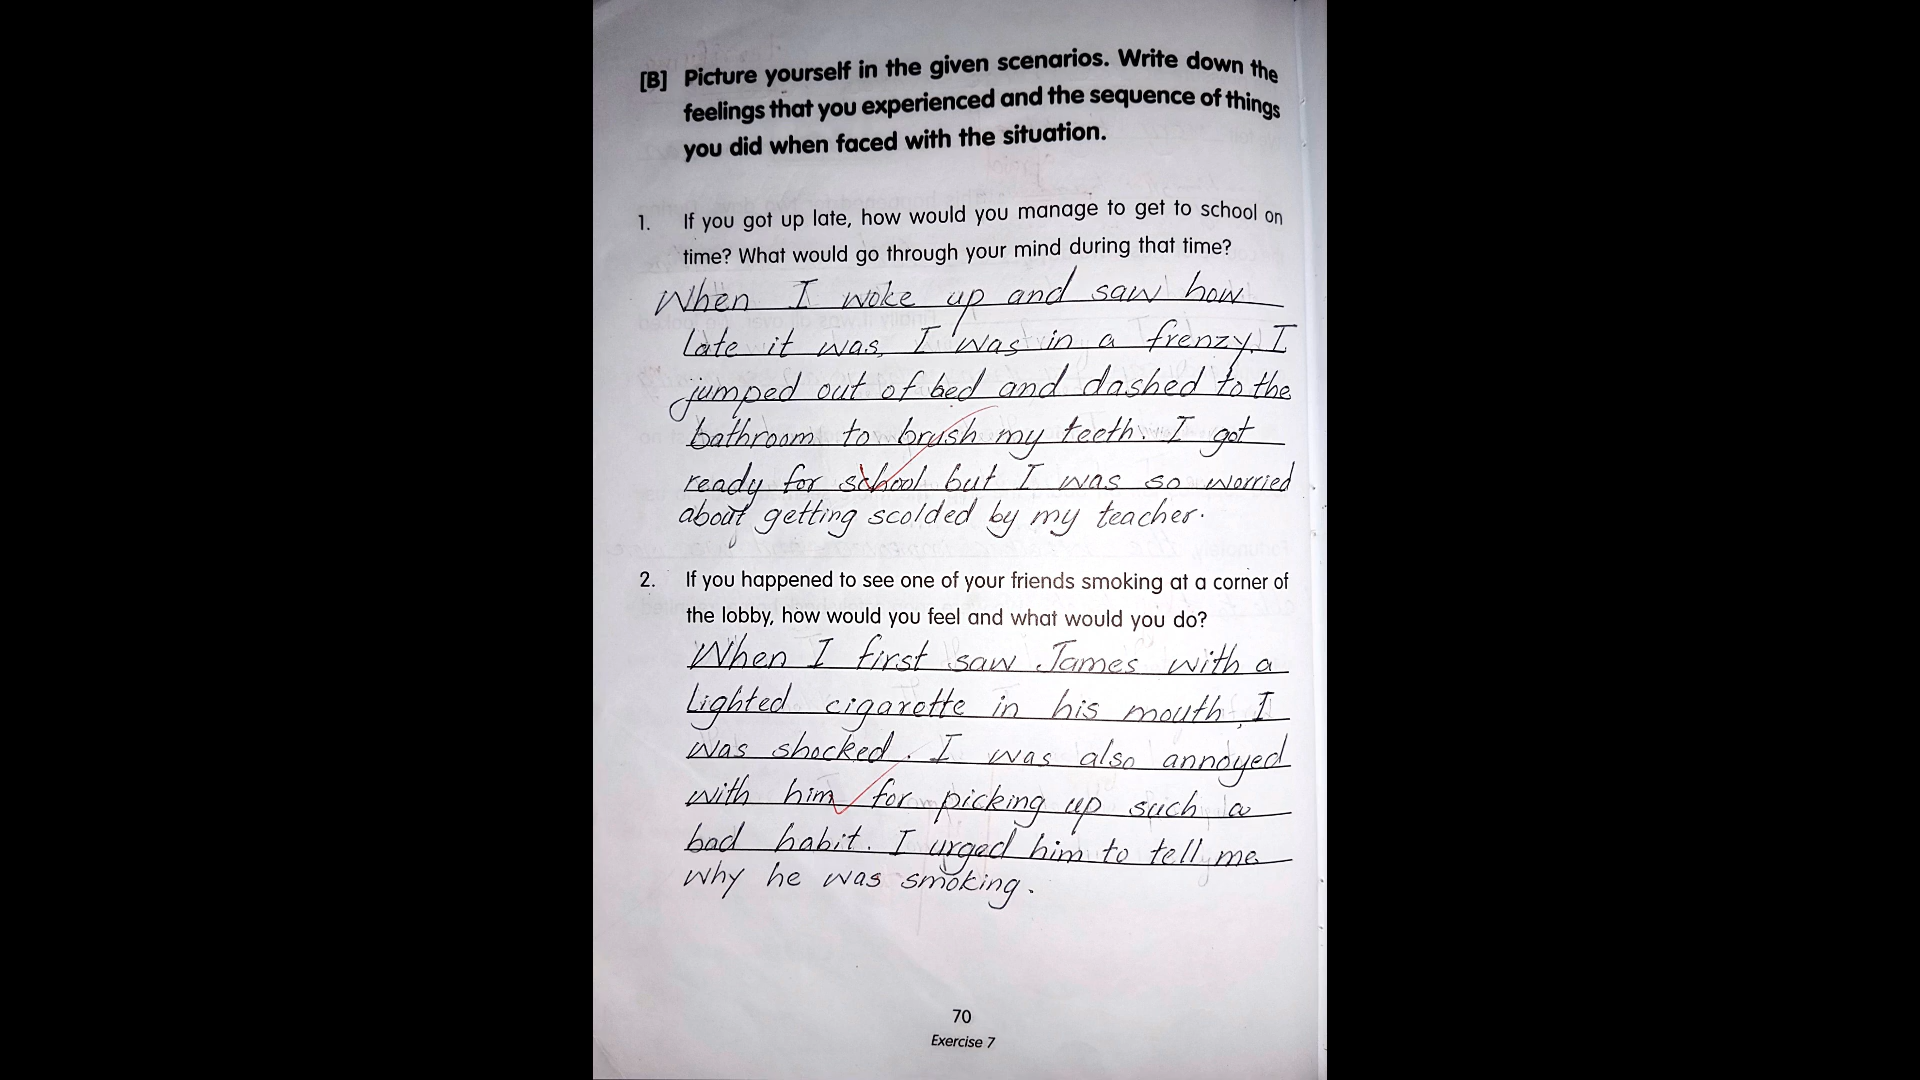 [B] Picture yourself in the given scenarios. Write down the
feelings that you experienced and the sequence of things
you did when faced with the situation.
1. If you got up late, how would you manage to get to school on
time? What would go through your mind during that time?
When I woke up and saw how
late it was, I was in a frenzy. I
jumped out of bed and dashed to the
bathroom to brush my teeth. I got
ready for school but I was so worried
about getting scolded by my teacher.
2. If you happened to see one of your friends smoking at a corner of
the lobby, how would you feel and what would you do?
When I first saw James with a
lighted cigarette in his mouth, I
was shocked. I was also annoyed
with him for picking up such a
bad habit. I urged him to tell me
why he was smoking.
70
Exercise 7